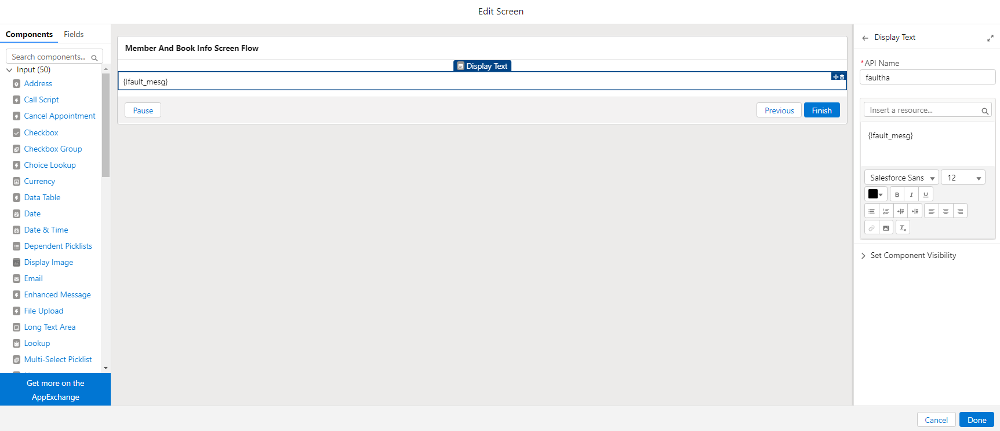 Edit Screen
Components
Fields
Search components...
Input (50)
Address
Call Script
Cancel Appointment
Checkbox
Checkbox Group
Choice Lookup
Currency
Data Table
Date
Date & Time
Dependent Picklists
Display Image
Email
Enhanced Message
File Upload
Long Text Area
Lookup
Multi-Select Picklist
Get more on the
AppExchange
Member And Book Info Screen Flow
Display Text
{!fault_mesg}
Pause
Previous
Finish
Display Text
*API Name
faultha
Insert a resource...
{!fault_mesg}
Salesforce Sans
12
B
I
U
Set Component Visibility
Cancel
Done